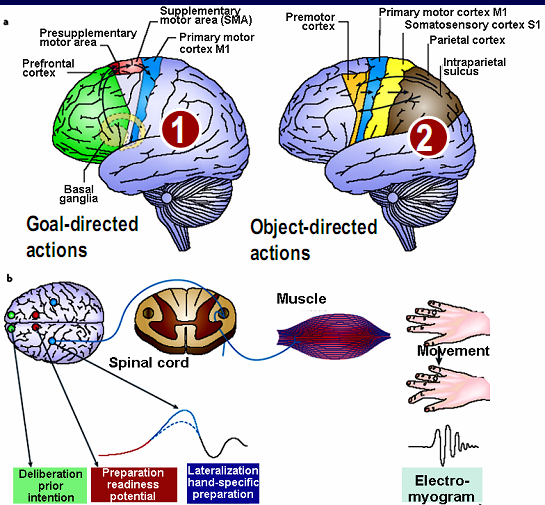 a
Supplementary
motor area (SMA)
Presupplementary
motor area
Primary motor
cortex M1
Prefrontal
cortex
Basal
ganglia
1
Goal-directed
actions
Primary motor cortex M1
Premotor
cortex
Somatosensory cortex S1
Parietal cortex
Intraparietal
sulcus
2
Object-directed
actions
b
Spinal cord
Muscle
Movement
Deliberation
prior
intention
Preparation
readiness
potential
Lateralization
hand-specific
preparation
Electro-
myogram